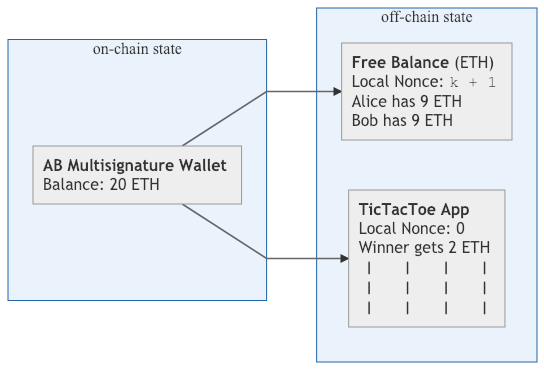 on-chain state
AB Multisignature Wallet
Balance: 20 ETH
off-chain state
Free Balance (ETH)
Local Nonce: k + 1
Alice has 9 ETH
Bob has 9 ETH
TicTacToe App
Local Nonce: 0
Winner gets 2 ETH
| | | |
| | | |
| | | |